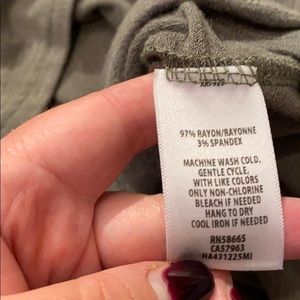 97% RAYON/RAYONNE
3% SPANDEX
MACHINE WASH COLD,
GENTLE CYCLE,
WITH LIKE COLORS
ONLY NON-CHLORINE
BLEACH IF NEEDED
HANG TO DRY
COOL IRON IF NEEDED
RN58665
CA57963
HA431225MI